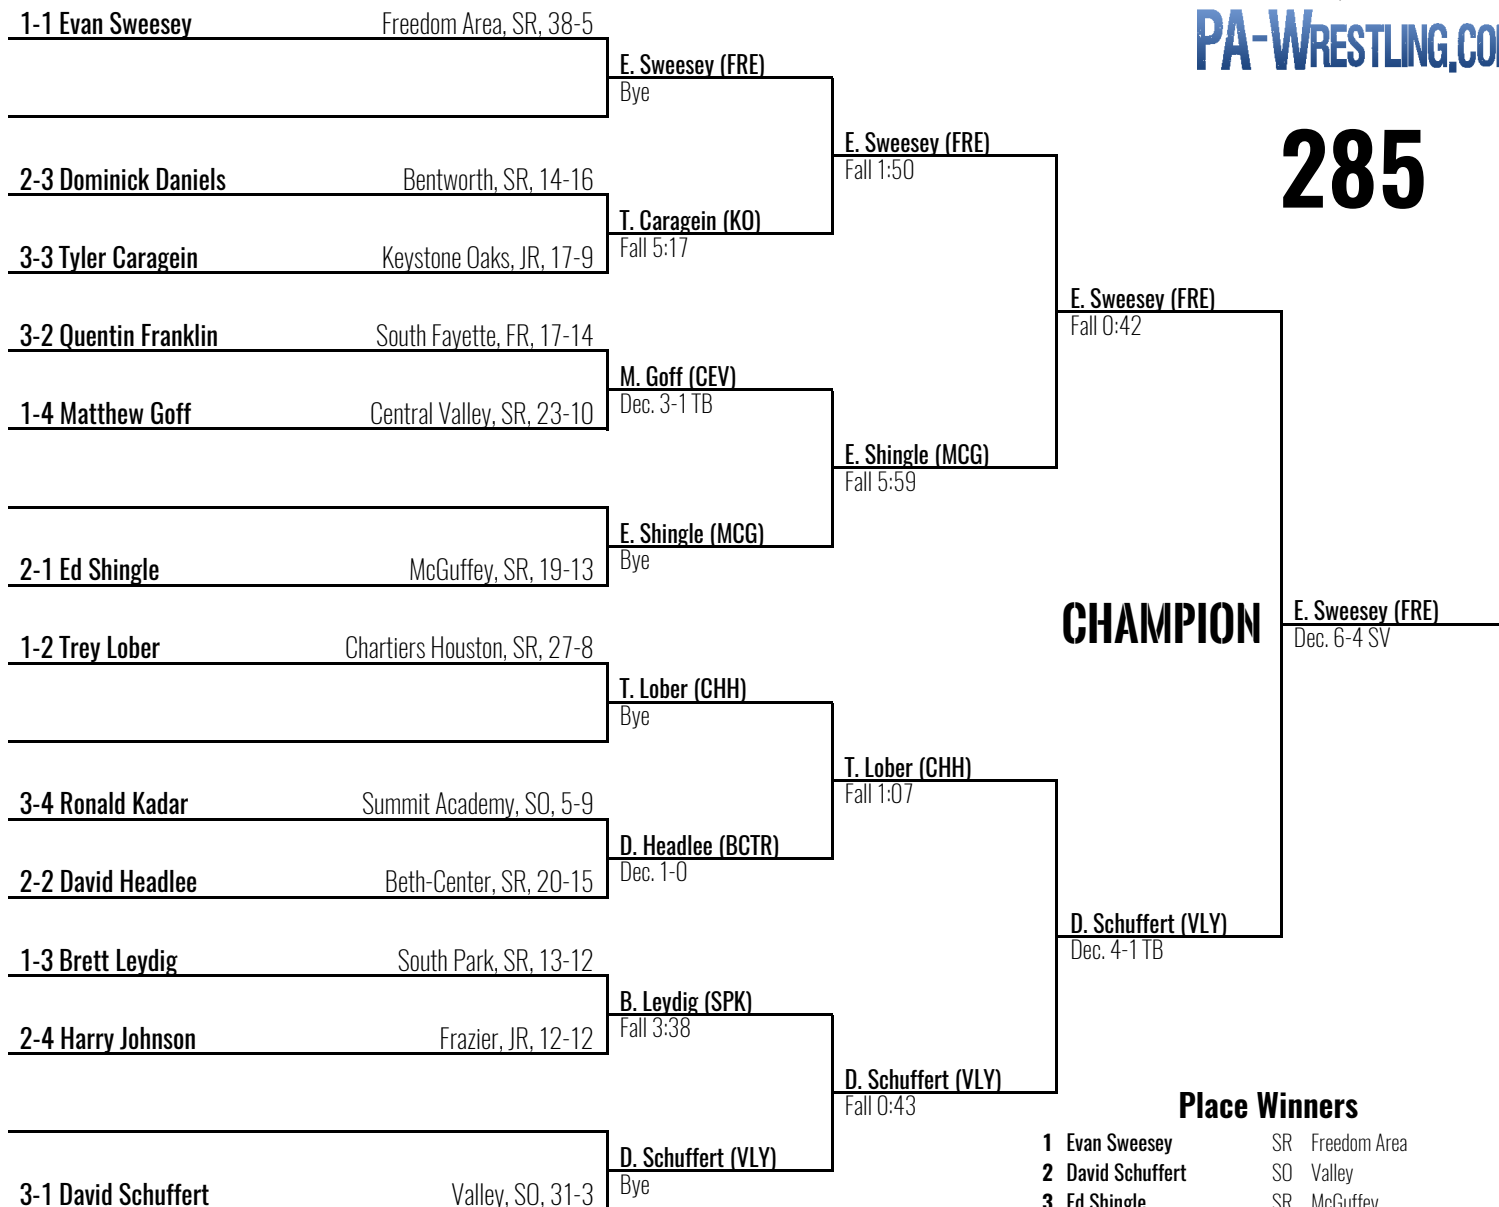 PA-WRESTLING.CO
285
1-1 Evan Sweesey Freedom Area, SR, 38-5
E. Sweesey (FRE)
Bye
E. Sweesey (FRE)
Fall 1:50
2-3 Dominick Daniels Bentworth, SR, 14-16
T. Caragein (KO)
Fall 5:17
3-3 Tyler Caragein Keystone Oaks, JR, 17-9
E. Sweesey (FRE)
Fall 0:42
3-2 Quentin Franklin South Fayette, FR, 17-14
M. Goff (CEV)
Dec. 3-1 TB
1-4 Matthew Goff Central Valley, SR, 23-10
E. Shingle (MCG)
Fall 5:59
E. Shingle (MCG)
Bye
2-1 Ed Shingle McGuffey, SR, 19-13
CHAMPION
E. Sweesey (FRE)
Dec. 6-4 SV
1-2 Trey Lober Chartiers Houston, SR, 27-8
T. Lober (CHH)
Bye
T. Lober (CHH)
Fall 1:07
3-4 Ronald Kadar Summit Academy, SO, 5-9
D. Headlee (BCTR)
Dec. 1-0
2-2 David Headlee Beth-Center, SR, 20-15
D. Schuffert (VLY)
Dec. 4-1 TB
1-3 Brett Leydig South Park, SR, 13-12
B. Leydig (SPK)
Fall 3:38
2-4 Harry Johnson Frazier, JR, 12-12
D. Schuffert (VLY)
Fall 0:43
D. Schuffert (VLY)
Bye
3-1 David Schuffert Valley, SO, 31-3
Place Winners
1 Evan Sweesey SR Freedom Area
2 David Schuffert SO Valley
3 Ed Shingle SR McGuffey